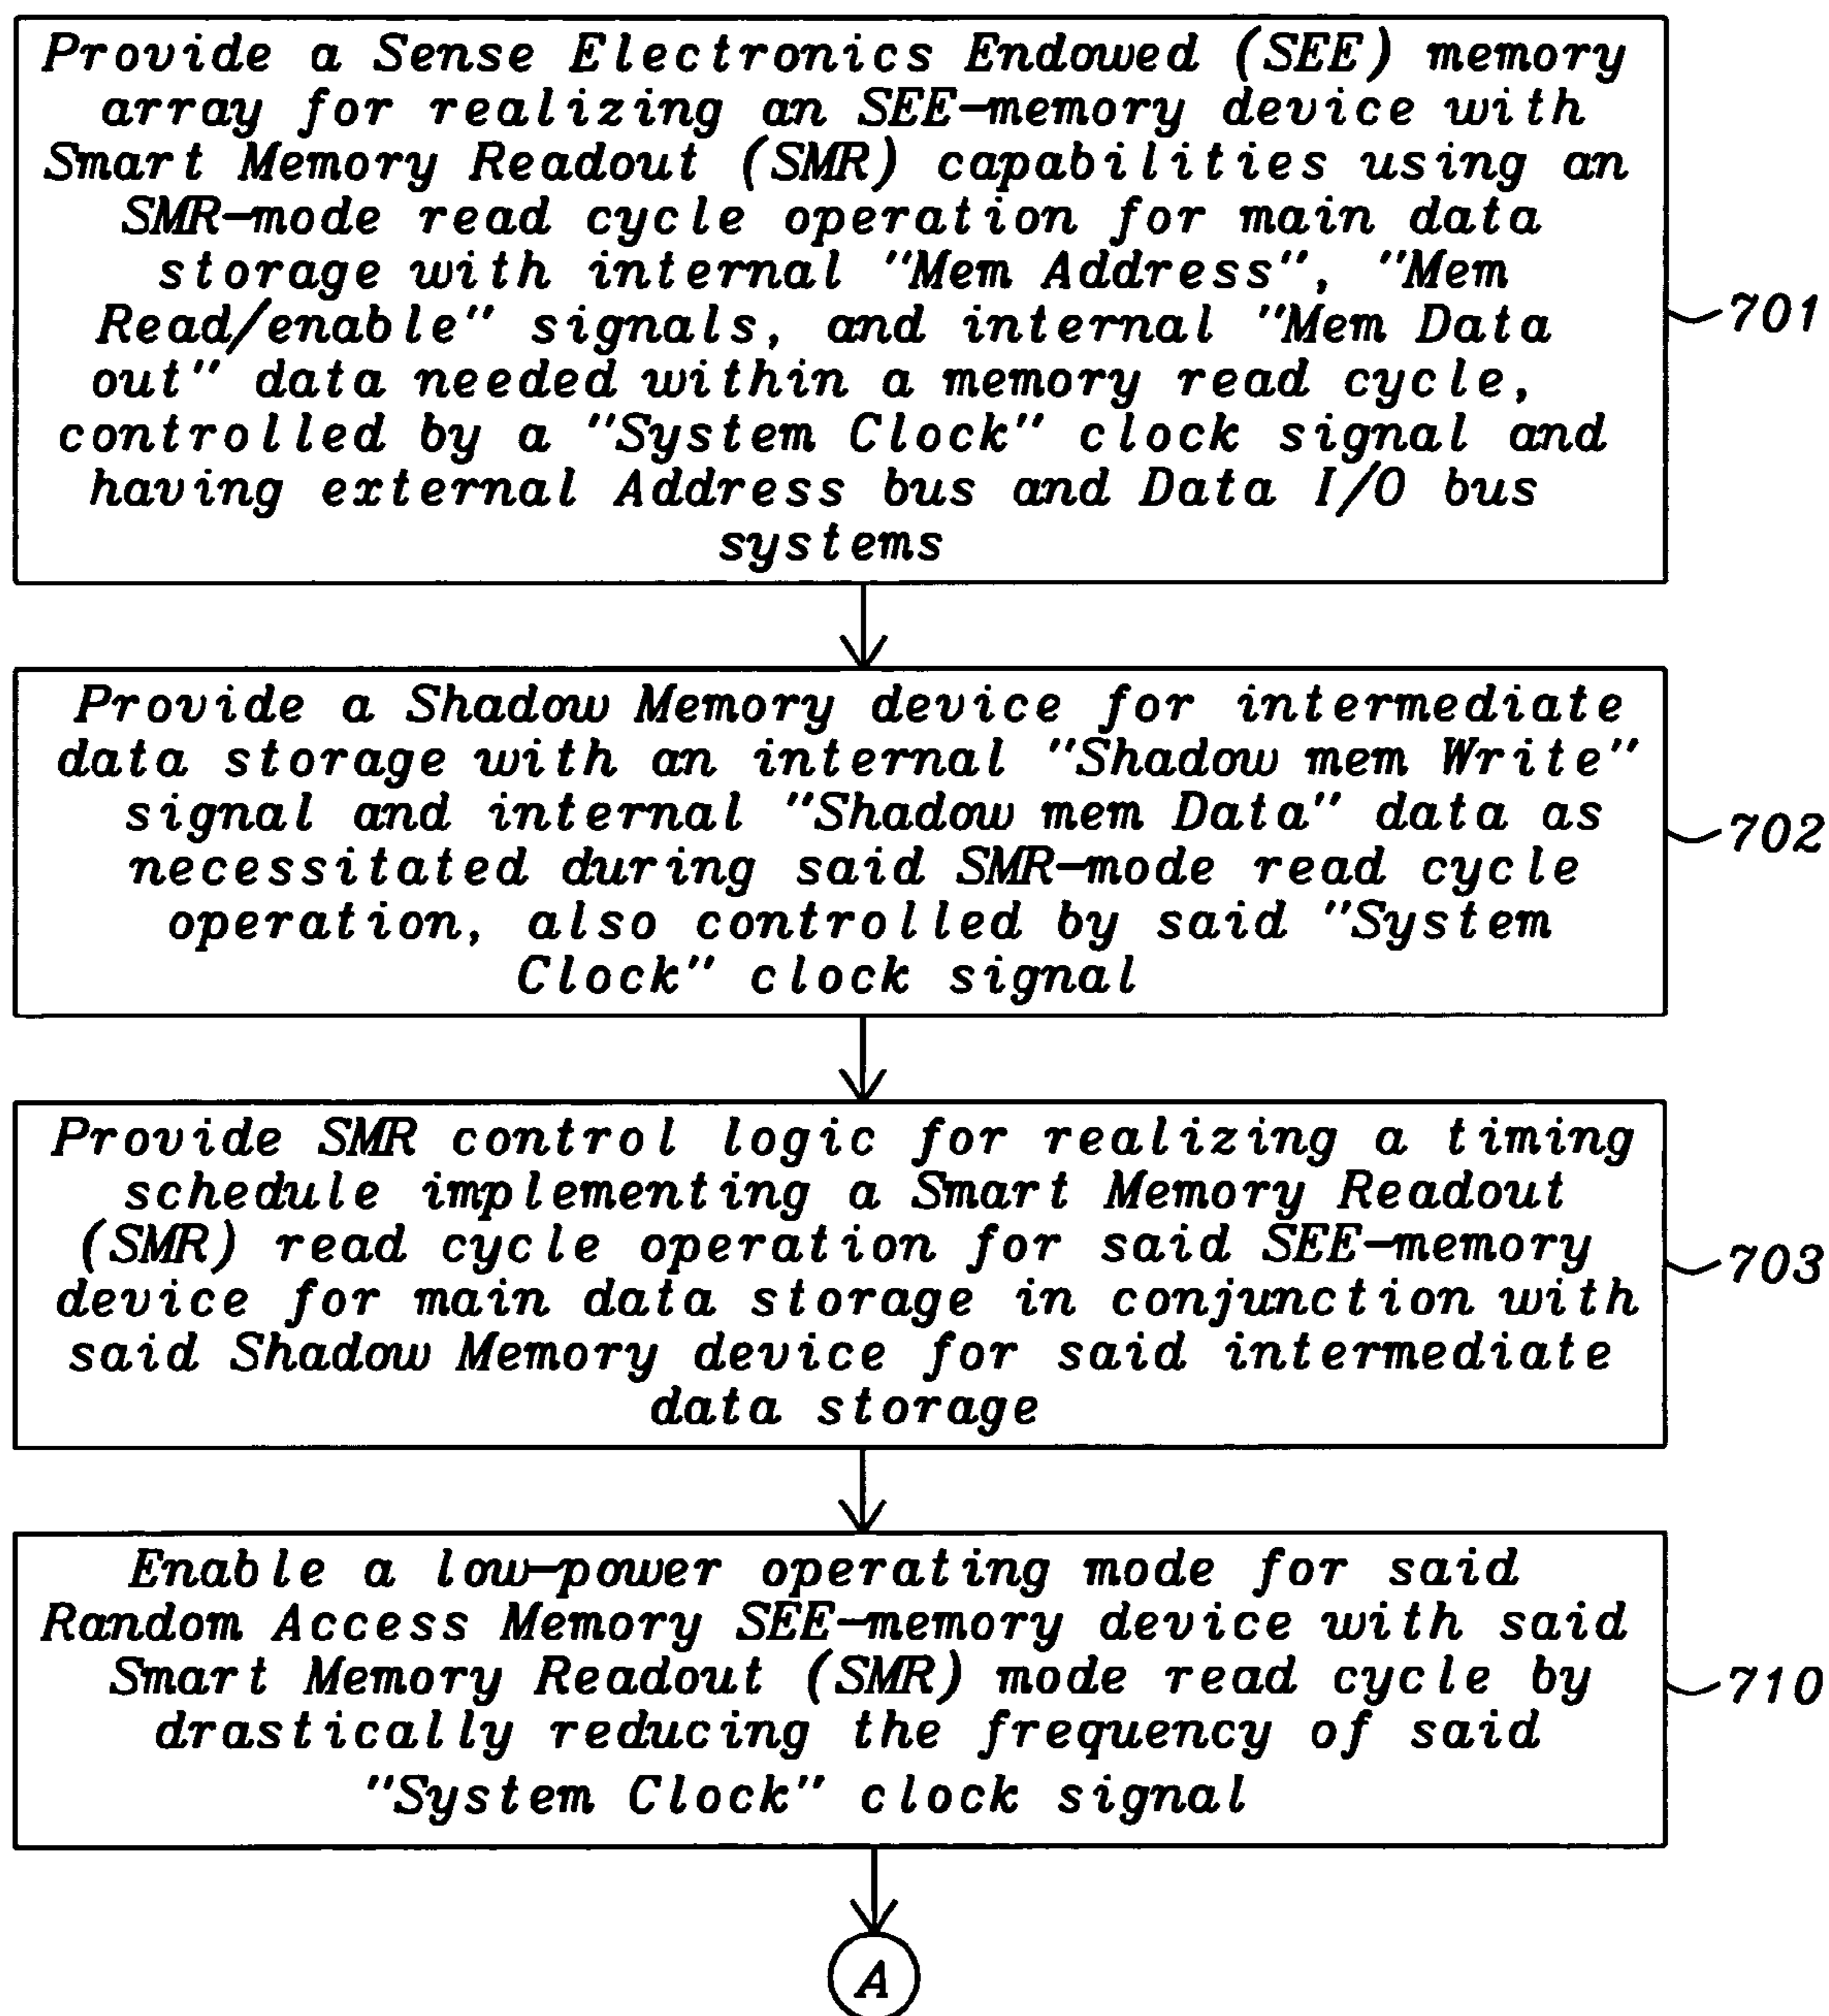 Provide a Sense Electronics Endowed (SEE) memory
array for realizing an SEE-memory device with
Smart Memory Readout (SMR) capabilities using an
SMR-mode read cycle operation for main data
storage with internal "Mem Address", "Mem
Read/enable" signals, and internal "Mem Data
out" data needed within a memory read cycle,
controlled by a "System Clock" clock signal and
having external Address bus and Data I/O bus
systems
701
Provide a Shadow Memory device for intermediate
data storage with an internal "Shadow mem Write"
signal and internal "Shadow mem Data" data as
necessitated during said SMR-mode read cycle
operation, also controlled by said "System
Clock" clock signal
702
Provide SMR control logic for realizing a timing
schedule implementing a Smart Memory Readout
(SMR) read cycle operation for said SEE-memory
device for main data storage in conjunction with
said Shadow Memory device for said intermediate
data storage
703
Enable a low-power operating mode for said
Random Access Memory SEE-memory device with said
Smart Memory Readout (SMR) mode read cycle by
drastically reducing the frequency of said
"System Clock" clock signal
710
A